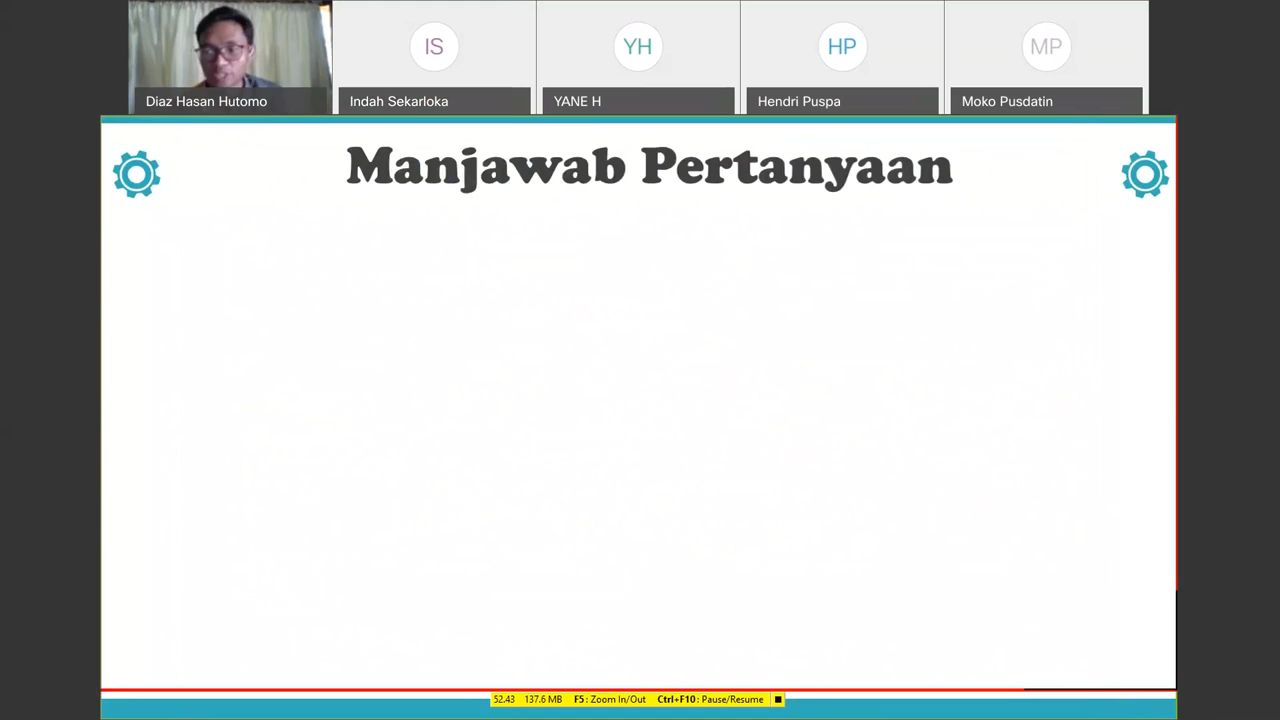 IS
YH
HP
MP
Diaz Hasan Hutomo
Indah Sekarloka
YANE H
Hendri Puspa
Moko Pusdatin
Manjawab Pertanyaan
52.43 137.6 MB F5: Zoom In/Out Ctrl+F10: Pause/Resume